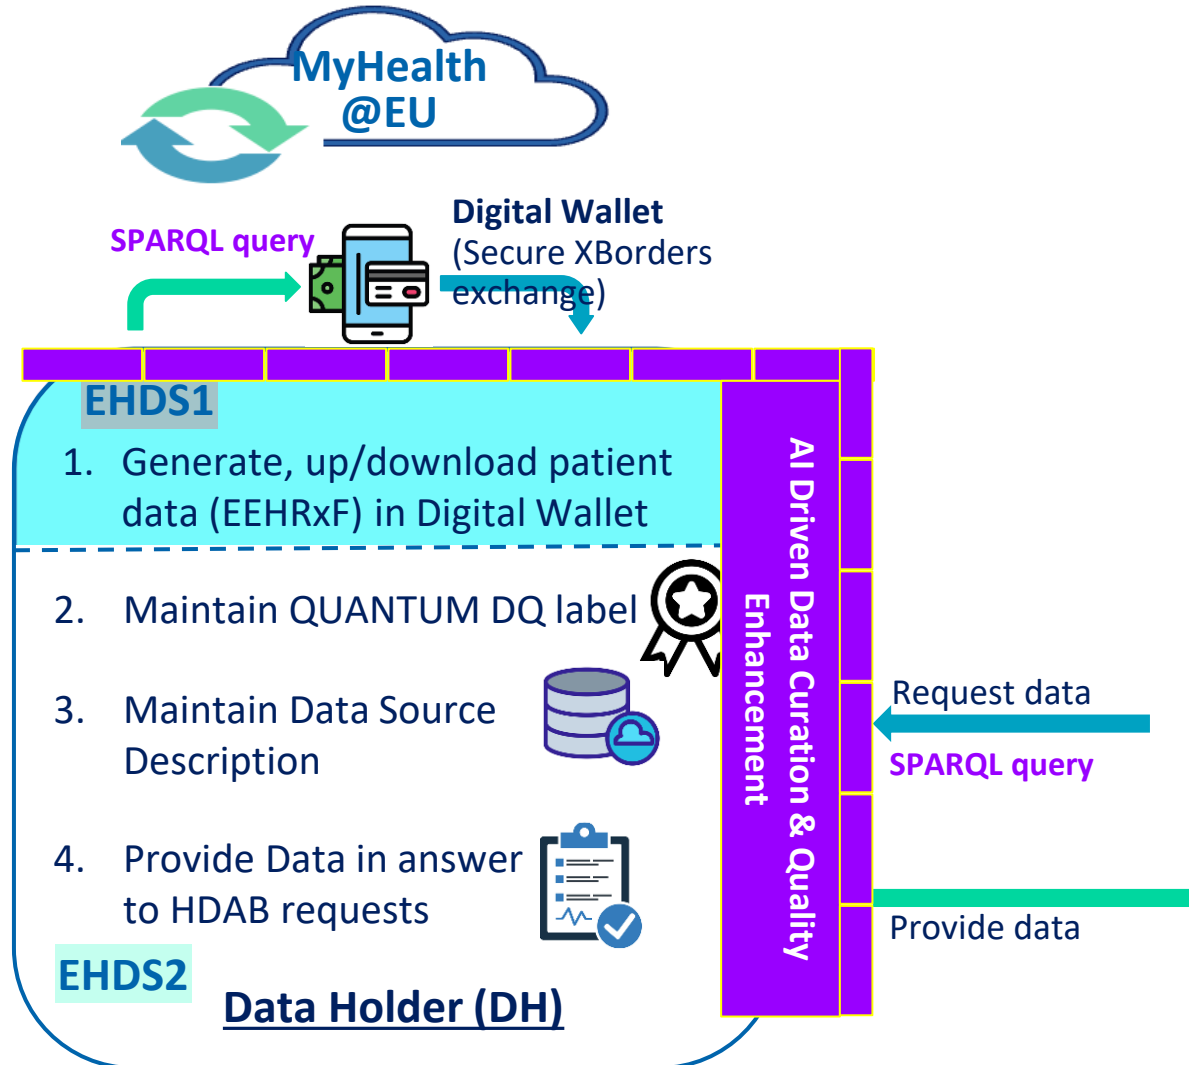 MyHealth
@EU
SPARQL query
Digital Wallet
(Secure XBorders
exchange)
EHDS1
1. Generate, up/download patient
data (EEHRxF) in Digital Wallet
2. Maintain QUANTUM DQ label
3. Maintain Data Source
Description
4. Provide Data in answer
to HDAB requests
EHDS2
Data Holder (DH)
AI Driven Data Curation & Quality
Enhancement
Request data
SPARQL query
Provide data